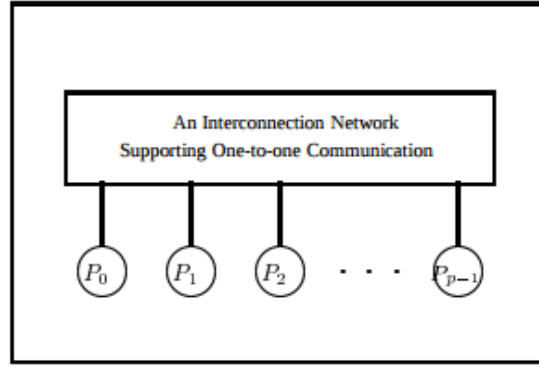 An Interconnection Network
Supporting One-to-one Communication
P₀ P₁ P₂ · · · Pₚ₋₁